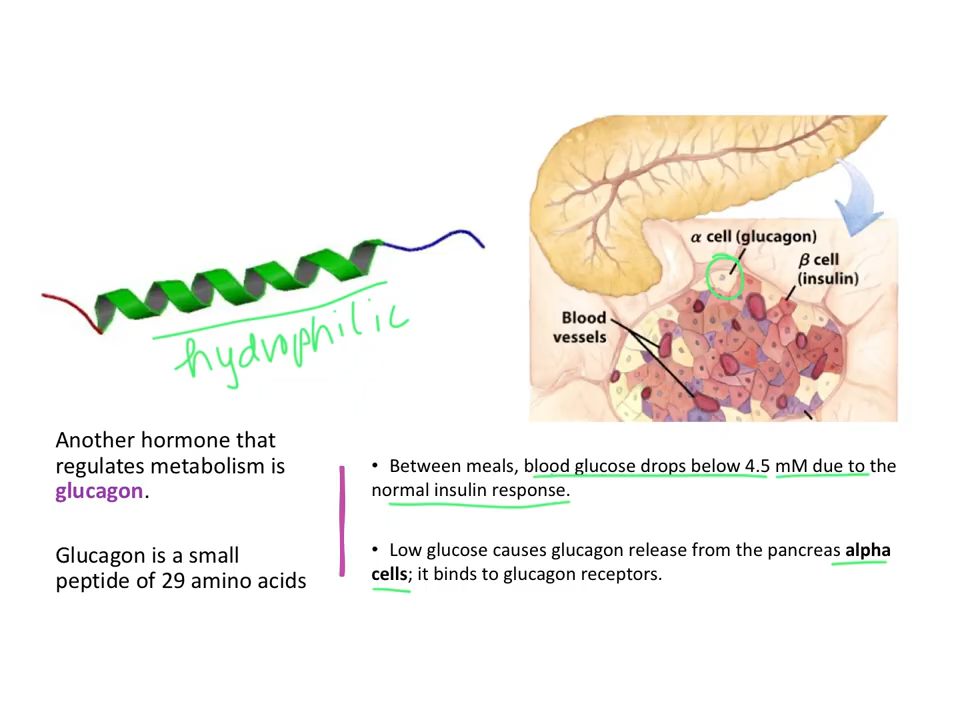 α cell (glucagon)
β cell
(insulin)
Blood
vessels
hydrophilic
Another hormone that
regulates metabolism is
glucagon.
Glucagon is a small
peptide of 29 amino acids
• Between meals, blood glucose drops below 4.5 mM due to the
normal insulin response.
• Low glucose causes glucagon release from the pancreas alpha
cells; it binds to glucagon receptors.